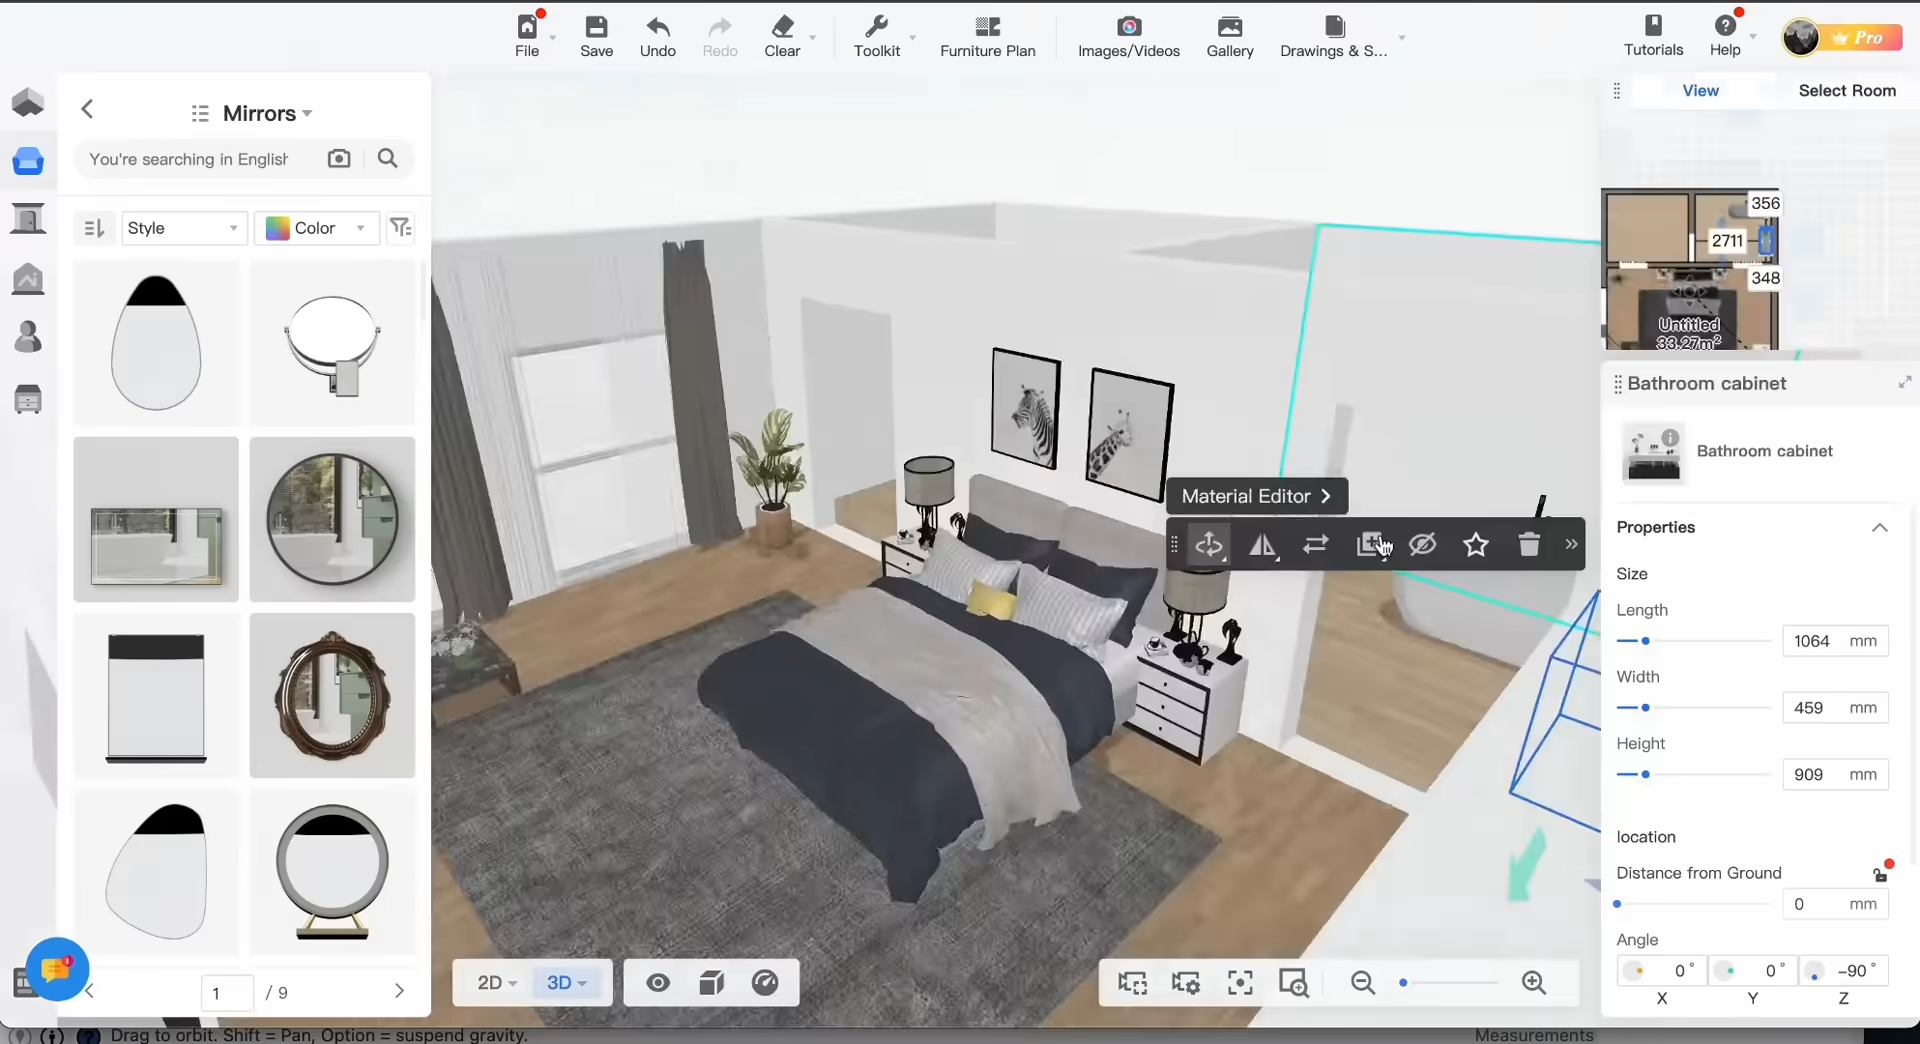 File
Save
Undo
Redo
Clear
Toolkit
Furniture Plan
Images/Videos
Gallery
Drawings & S...
Tutorials
Help
Pro
Mirrors
You're searching in English
Style
Color
1 / 9
View
Select Room
356
2711
348
Untitled
33.27m²
Bathroom cabinet
Bathroom cabinet
Properties
Size
Length
1064 mm
Width
459 mm
Height
909 mm
location
Distance from Ground
0 mm
Angle
0° 0° -90°
X Y Z
Material Editor
2D 3D
Drag to orbit. Shift = Pan, Option = suspend gravity.
Measurements